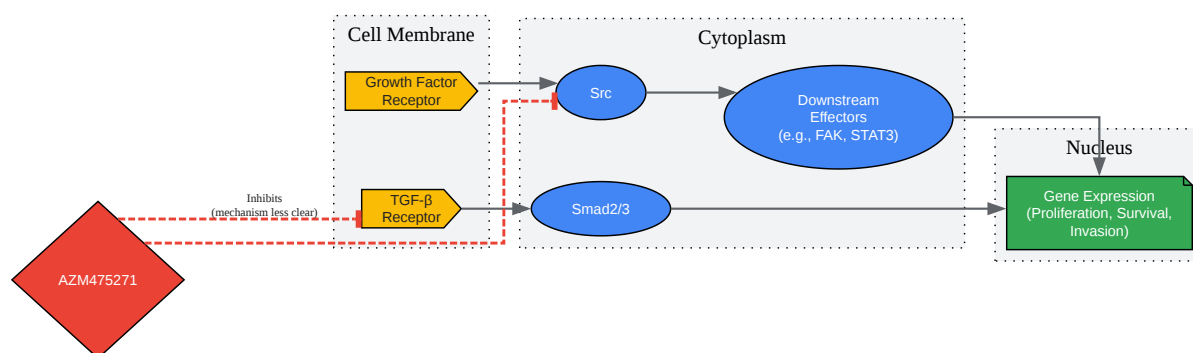 Cell Membrane
Cytoplasm
Growth Factor
Receptor
Src
Downstream
Effectors
(e.g., FAK, STAT3)
Nucleus
Inhibits
(mechanism less clear)
TGF-β
Receptor
Smad2/3
Gene Expression
(Proliferation, Survival,
Invasion)
AZM475271